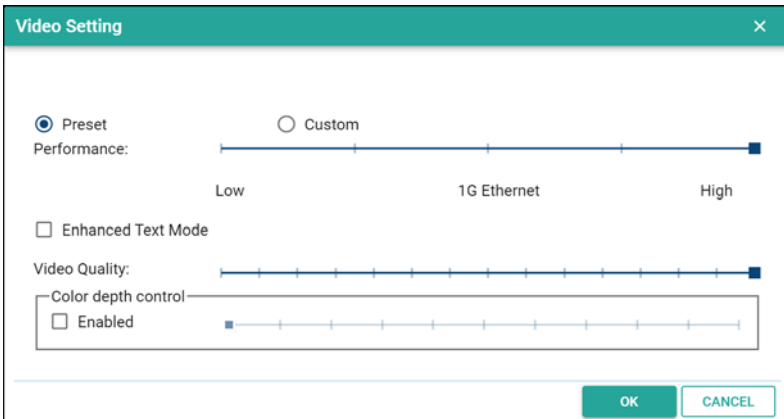 Video Setting
Preset Custom
Performance:
Low 1G Ethernet High
Enhanced Text Mode
Video Quality:
Color depth control
Enabled
OK CANCEL